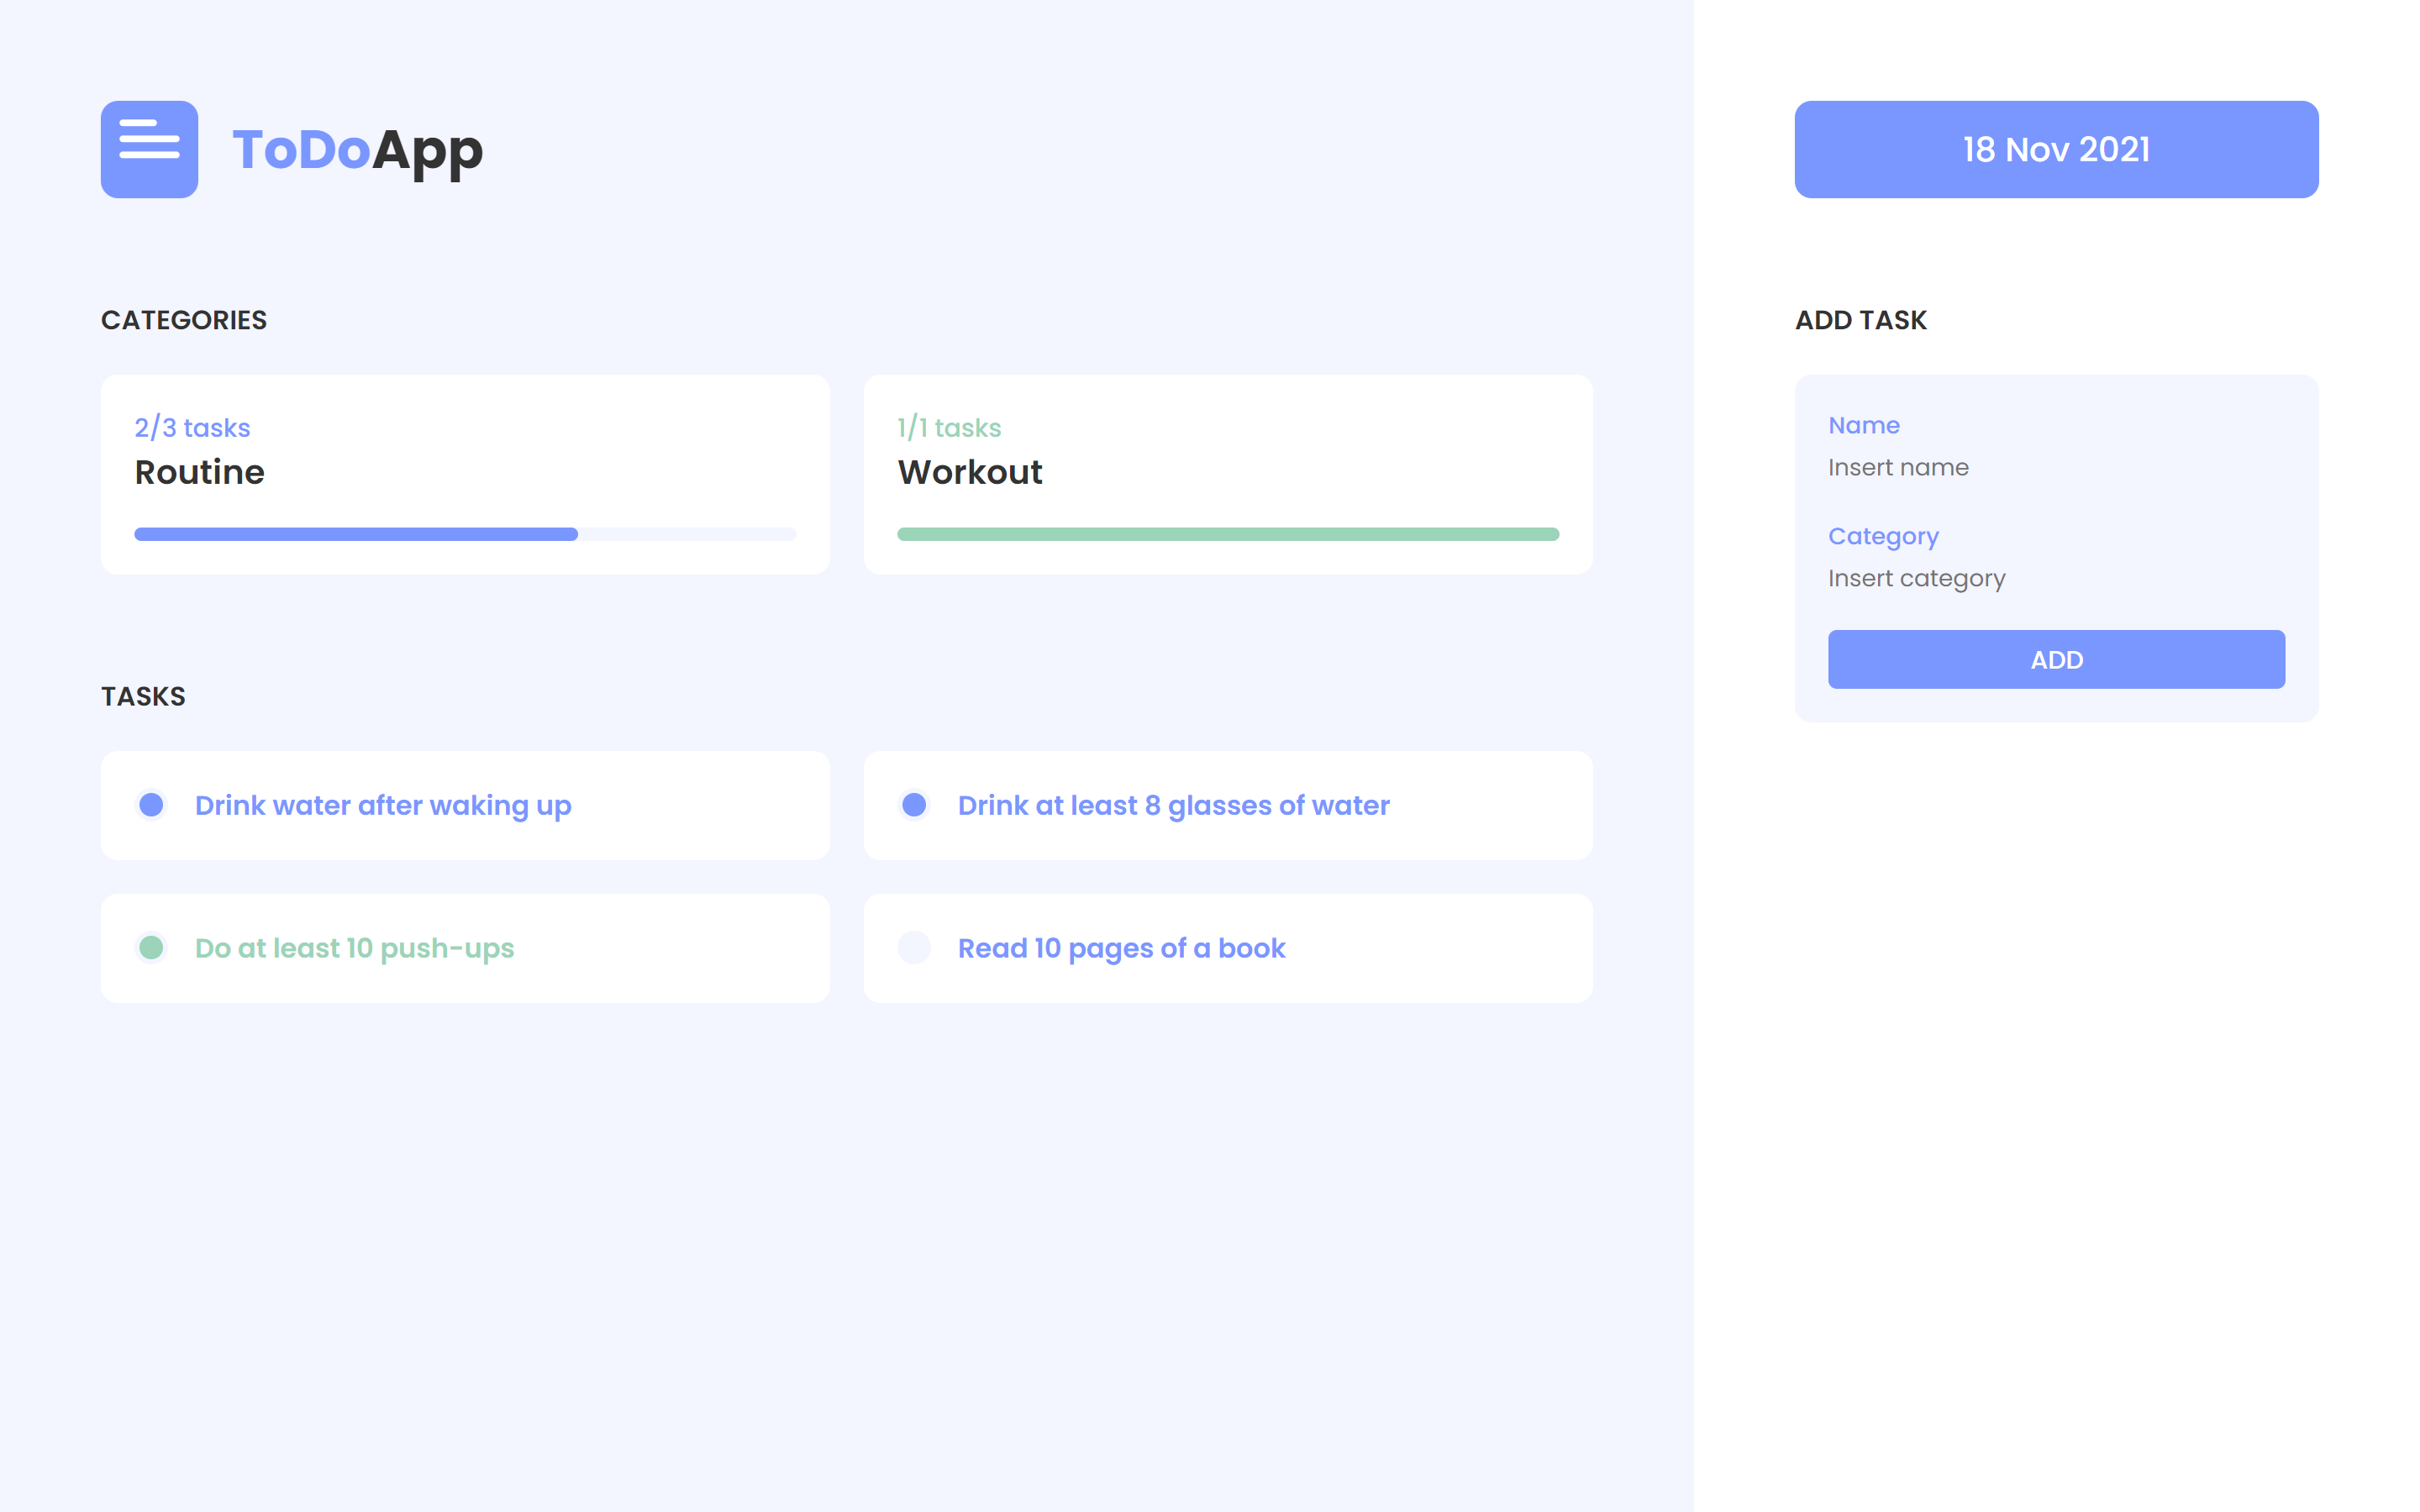 ToDoApp
CATEGORIES
2/3 tasks
Routine
1/1 tasks
Workout
TASKS
Drink water after waking up
Drink at least 8 glasses of water
Do at least 10 push-ups
Read 10 pages of a book
18 Nov 2021
ADD TASK
Name
Insert name
Category
Insert category
ADD